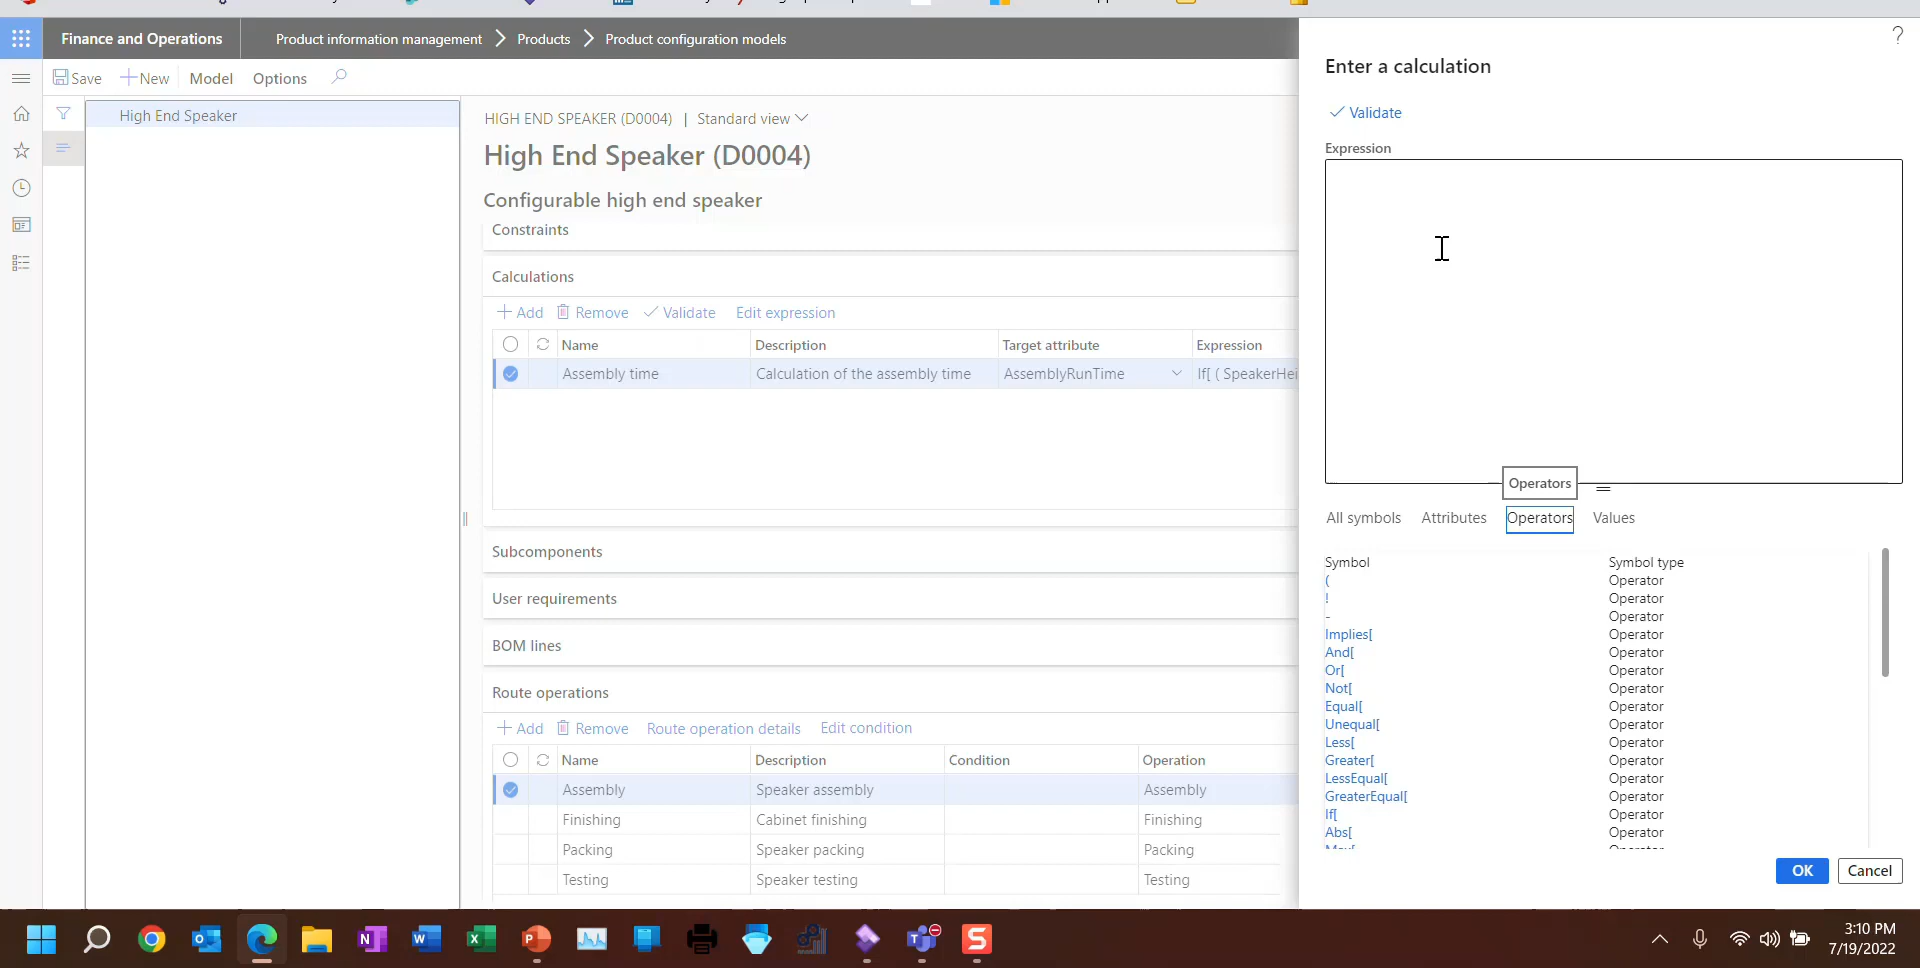 Finance and Operations
Product information management > Products > Product configuration models
?
Save + New Model Options
High End Speaker
HIGH END SPEAKER (D0004) | Standard view
High End Speaker (D0004)
Configurable high end speaker
Constraints
Calculations
+ Add Remove Validate Edit expression
Name Description Target attribute Expression
Assembly time Calculation of the assembly time AssemblyRunTime If[ ( SpeakerHei
Subcomponents
User requirements
BOM lines
Route operations
+ Add Remove Route operation details Edit condition
Name Description Condition Operation
Assembly Speaker assembly Assembly
Finishing Cabinet finishing Finishing
Packing Speaker packing Packing
Testing Speaker testing Testing
Enter a calculation
Validate
Expression
Operators
All symbols Attributes Operators Values
Symbol Symbol type
( Operator
! Operator
- Operator
Implies[ Operator
And[ Operator
Or[ Operator
Not[ Operator
Equal[ Operator
Unequal[ Operator
Less[ Operator
Greater[ Operator
LessEqual[ Operator
GreaterEqual[ Operator
If[ Operator
Abs[ Operator
OK Cancel
3:10 PM
7/19/2022